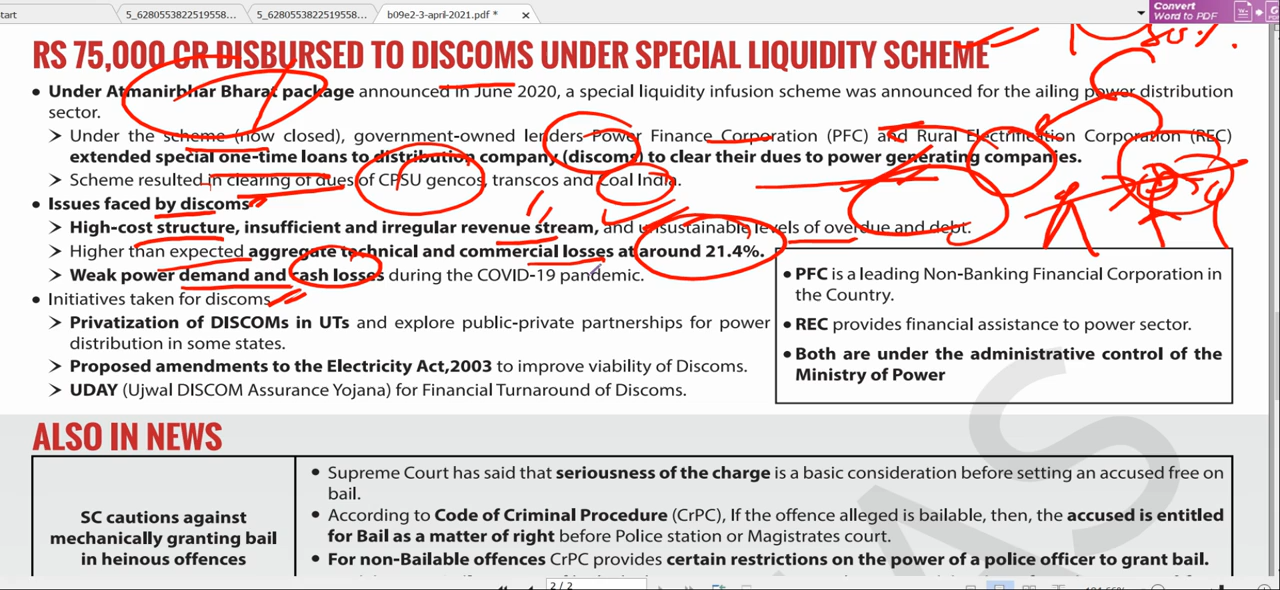 start
5_6280553822519558...
5_6280553822519558...
b09e2-3-april-2021.pdf *
Convert
Word to PDF
RS 75,000 CR DISBURSED TO DISCOMS UNDER SPECIAL LIQUIDITY SCHEME
• Under Atmanirbhar Bharat package announced in June 2020, a special liquidity infusion scheme was announced for the ailing power distribution
sector.
➤ Under the scheme (now closed), government-owned lenders Power Finance Corporation (PFC) and Rural Electrification Corporation (REC)
extended special one-time loans to distribution company (discoms) to clear their dues to power generating companies.
➤ Scheme resulted in clearing of dues of CPSU gencos, transcos and Coal India.
• Issues faced by discoms
➤ High-cost structure, insufficient and irregular revenue stream, and unsustainable levels of overdue and debt.
➤ Higher than expected aggregate technical and commercial losses at around 21.4%.
➤ Weak power demand and cash losses during the COVID-19 pandemic.
• Initiatives taken for discoms
➤ Privatization of DISCOMs in UTs and explore public-private partnerships for power
distribution in some states.
➤ Proposed amendments to the Electricity Act,2003 to improve viability of Discoms.
➤ UDAY (Ujwal DISCOM Assurance Yojana) for Financial Turnaround of Discoms.
• PFC is a leading Non-Banking Financial Corporation in
the Country.
• REC provides financial assistance to power sector.
• Both are under the administrative control of the
Ministry of Power
ALSO IN NEWS
SC cautions against
mechanically granting bail
in heinous offences
• Supreme Court has said that seriousness of the charge is a basic consideration before setting an accused free on
bail.
• According to Code of Criminal Procedure (CrPC), If the offence alleged is bailable, then, the accused is entitled
for Bail as a matter of right before Police station or Magistrates court.
• For non-Bailable offences CrPC provides certain restrictions on the power of a police officer to grant bail.
2 / 2